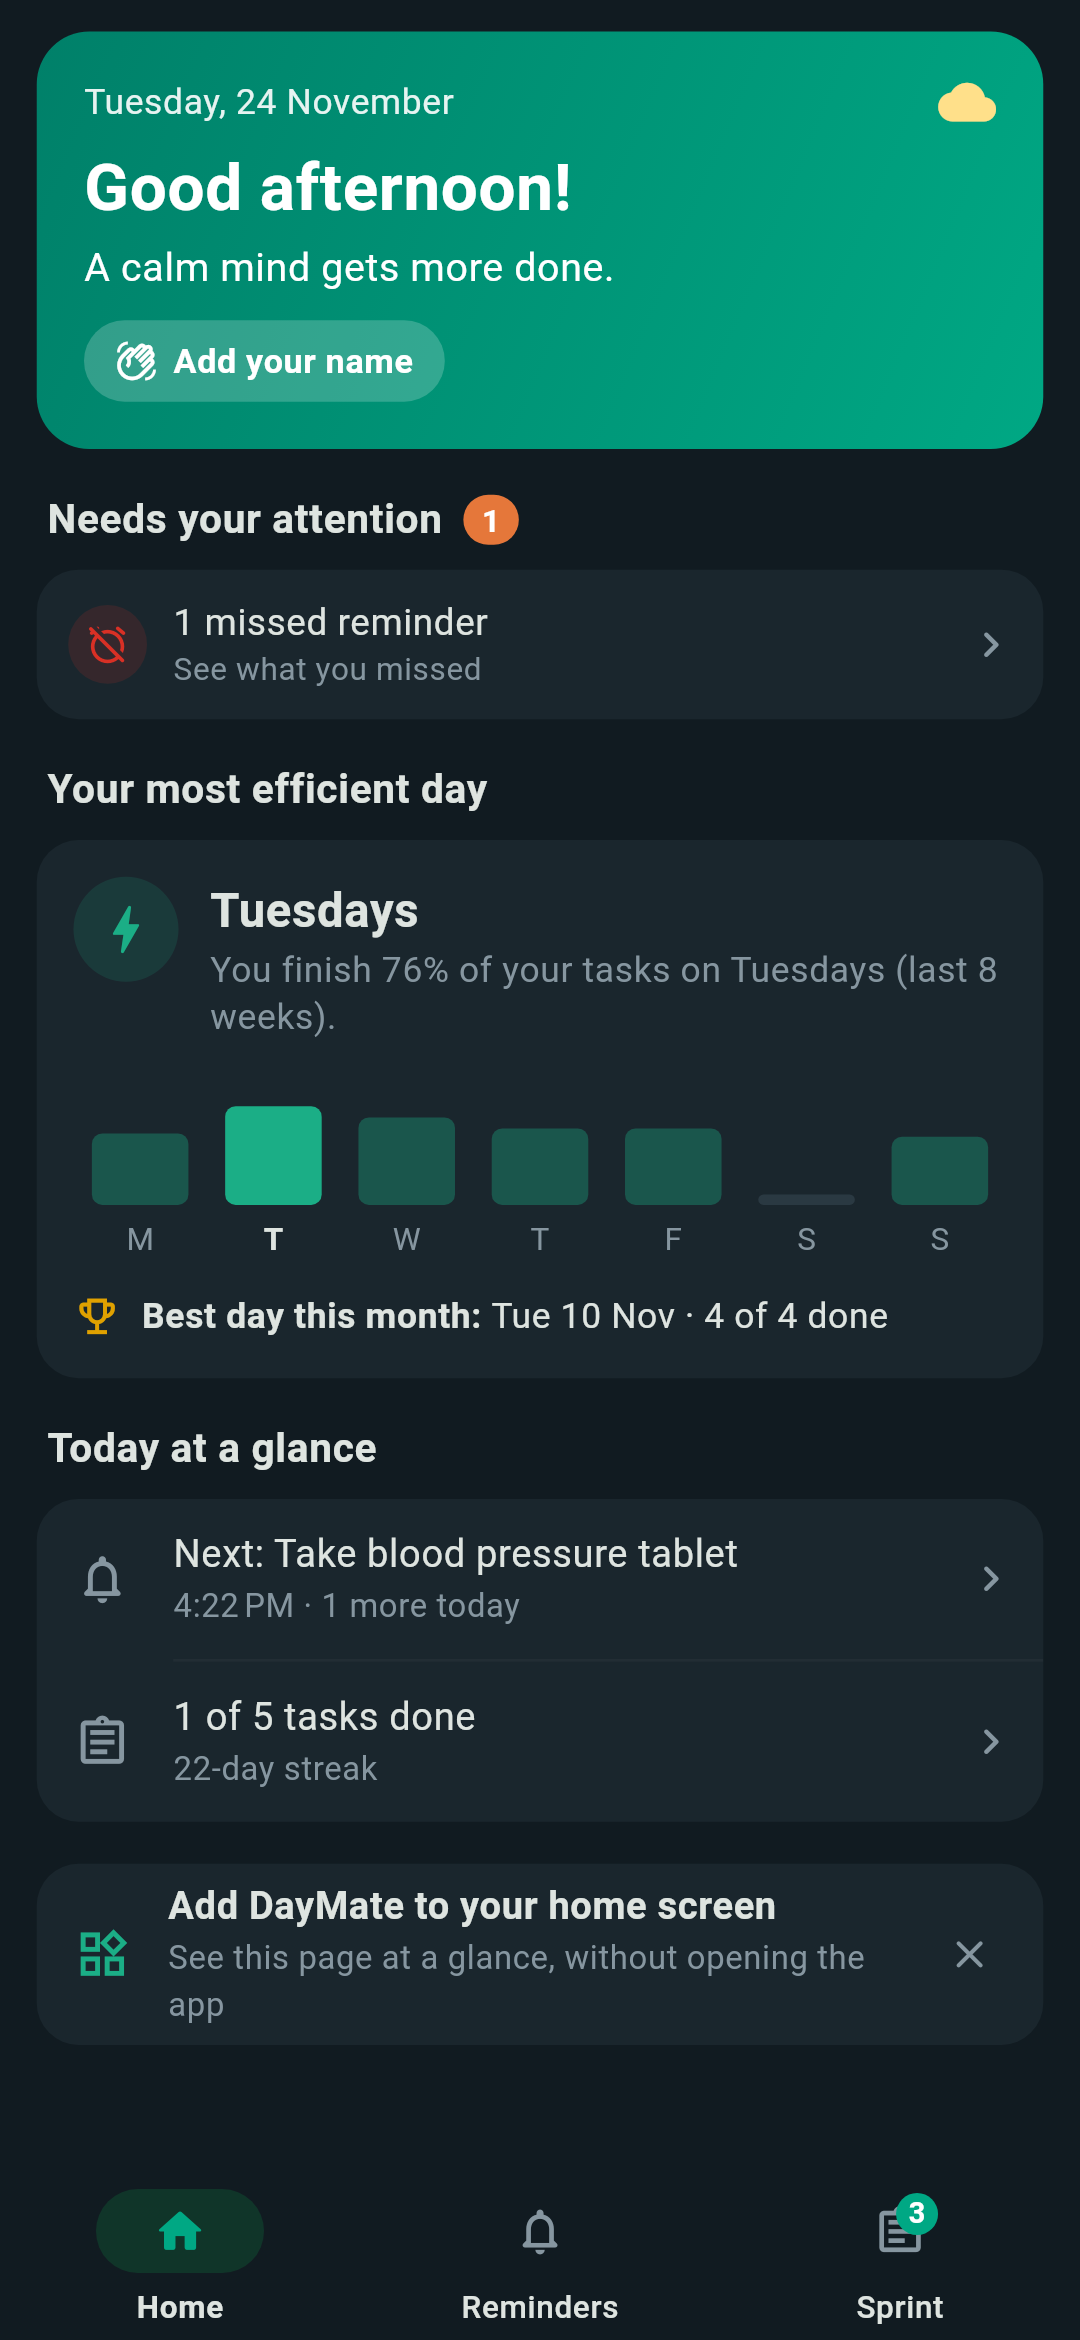 Tuesday, 24 November
Good afternoon!
A calm mind gets more done.
Add your name
Needs your attention 1
1 missed reminder
See what you missed
Your most efficient day
Tuesdays
You finish 76% of your tasks on Tuesdays (last 8
weeks).
M T W T F S S
Best day this month: Tue 10 Nov · 4 of 4 done
Today at a glance
Next: Take blood pressure tablet
4:22 PM · 1 more today
1 of 5 tasks done
22-day streak
Add DayMate to your home screen
See this page at a glance, without opening the
app
3
Home Reminders Sprint